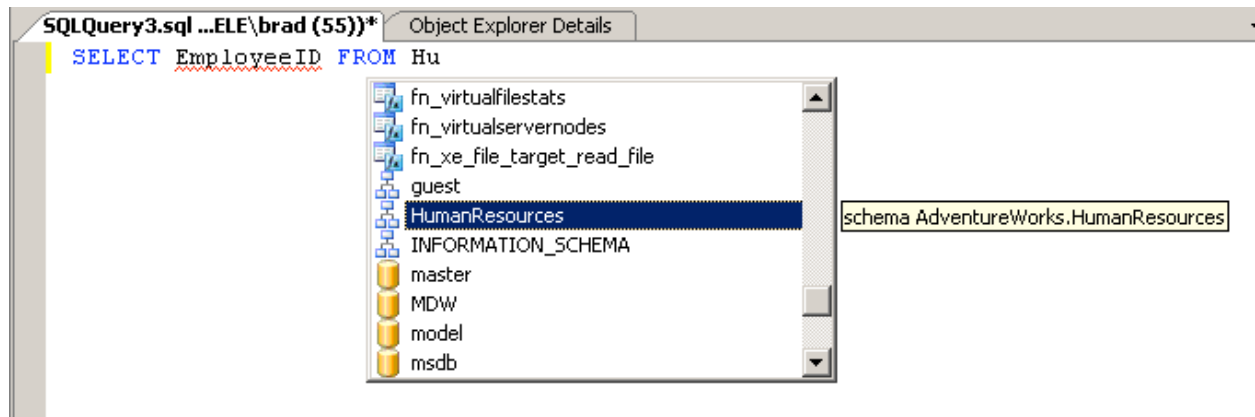 SQLQuery3.sql ...ELE\brad (55))* Object Explorer Details
SELECT EmployeeID FROM Hu
fn_virtualfilestats
fn_virtualservernodes
fn_xe_file_target_read_file
guest
HumanResources schema AdventureWorks.HumanResources
INFORMATION_SCHEMA
master
MDW
model
msdb